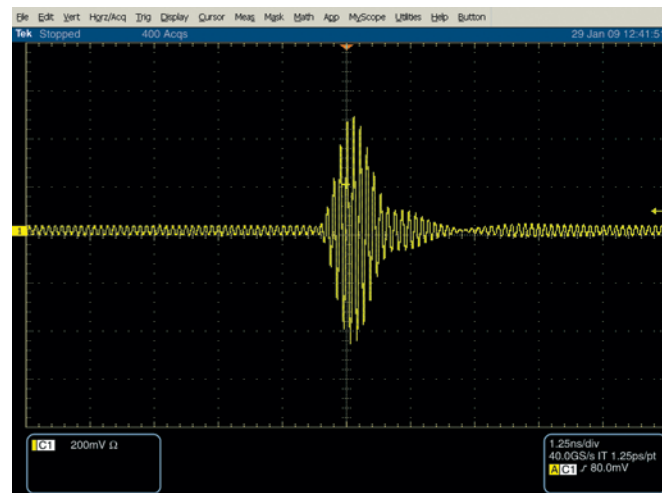 File Edit Vert Horz/Acq Trig Display Cursor Meas Mask Math App MyScope Utilities Help Button
Tek Stopped 400 Acqs 29 Jan 09 12:41:51
1
C1 200mV Ω
1.25ns/div
40.0GS/s IT 1.25ps/pt
A C1 80.0mV